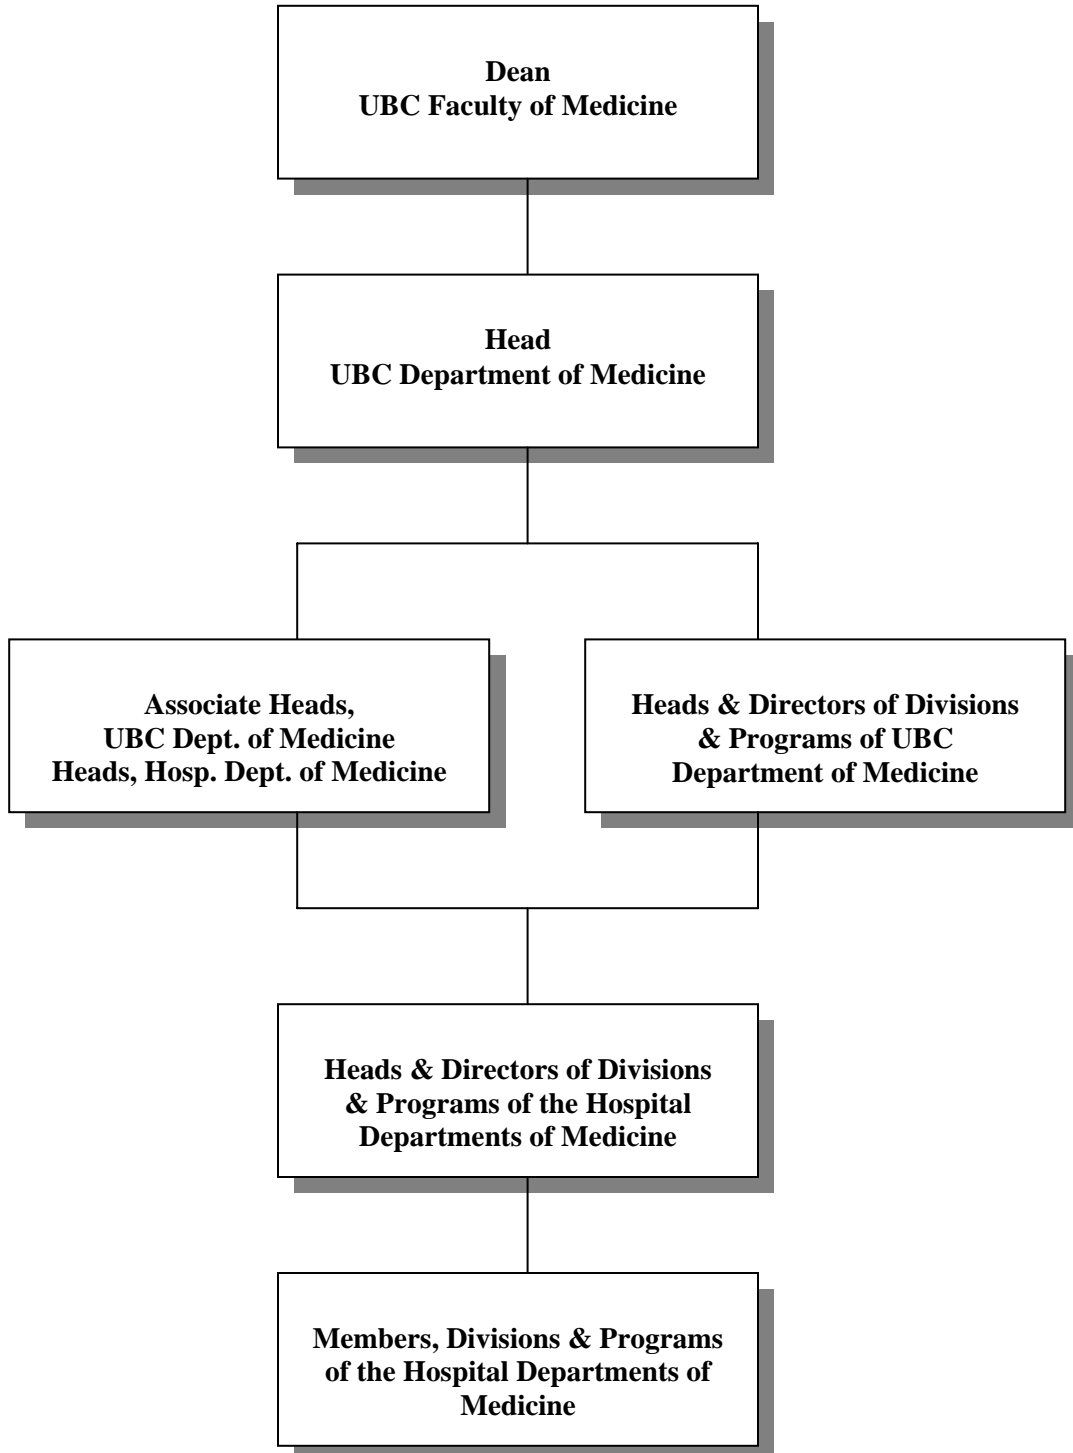 Dean
UBC Faculty of Medicine
Head
UBC Department of Medicine
Associate Heads,
UBC Dept. of Medicine
Heads, Hosp. Dept. of Medicine
Heads & Directors of Divisions
& Programs of UBC
Department of Medicine
Heads & Directors of Divisions
& Programs of the Hospital
Departments of Medicine
Members, Divisions & Programs
of the Hospital Departments of
Medicine